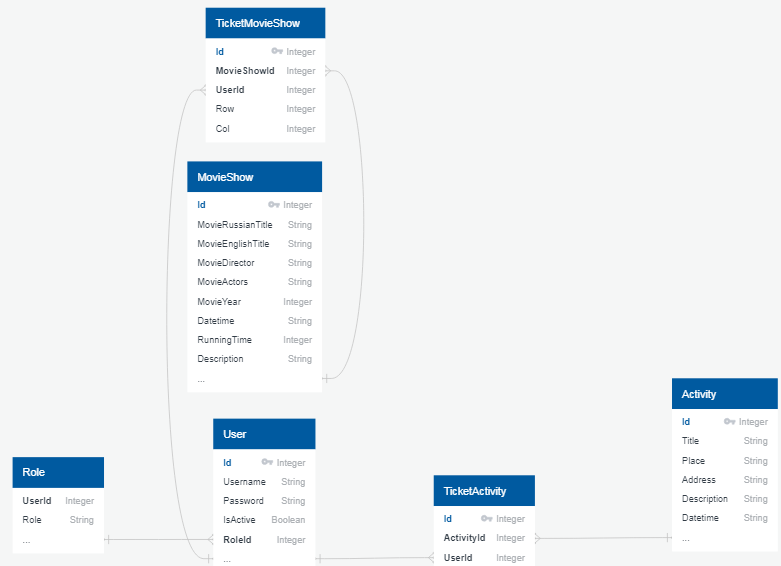 TicketMovieShow
Id Integer
MovieShowId Integer
UserId Integer
Row Integer
Col Integer
MovieShow
Id Integer
MovieRussianTitle String
MovieEnglishTitle String
MovieDirector String
MovieActors String
MovieYear Integer
Datetime String
RunningTime Integer
Description String
...
User
Id Integer
Username String
Password String
IsActive Boolean
RoleId Integer
...
Role
UserId Integer
Role String
...
TicketActivity
Id Integer
ActivityId Integer
UserId Integer
Activity
Id Integer
Title String
Place String
Address String
Description String
Datetime String
...